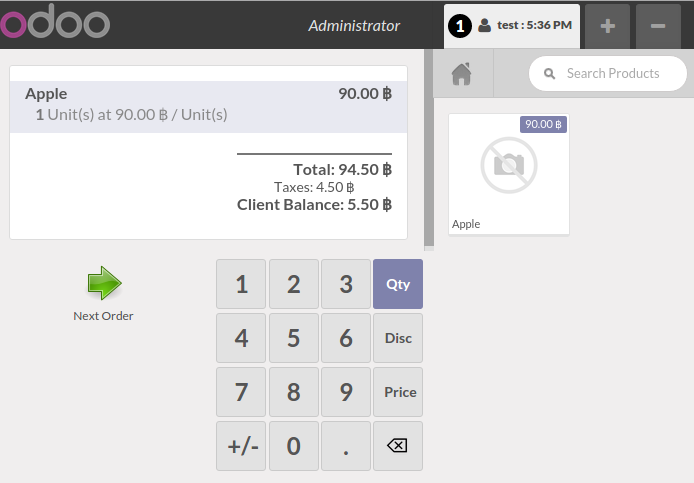 odoo
Administrator
1 test : 5:36 PM
+ −
Apple 90.00 ฿
1 Unit(s) at 90.00 ฿ / Unit(s)
Total: 94.50 ฿
Taxes: 4.50 ฿
Client Balance: 5.50 ฿
Search Products
90.00 ฿
Apple
Next Order
1 2 3 Qty
4 5 6 Disc
7 8 9 Price
+/- 0 .